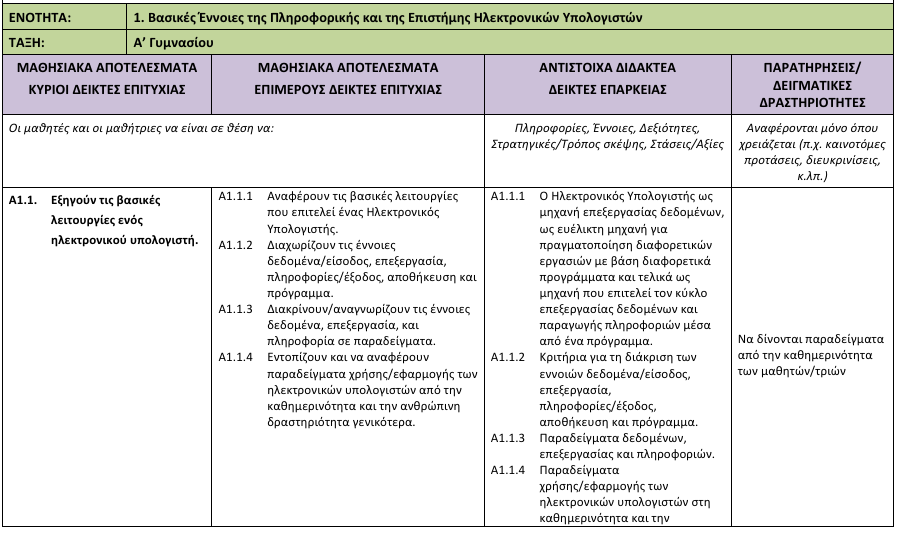 ΕΝΟΤΗΤΑ: 1. Βασικές Έννοιες της Πληροφορικής και της Επιστήμης Ηλεκτρονικών Υπολογιστών
ΤΑΞΗ: Α’ Γυμνασίου
ΜΑΘΗΣΙΑΚΑ ΑΠΟΤΕΛΕΣΜΑΤΑ
ΚΥΡΙΟΙ ΔΕΙΚΤΕΣ ΕΠΙΤΥΧΙΑΣ
ΜΑΘΗΣΙΑΚΑ ΑΠΟΤΕΛΕΣΜΑΤΑ
ΕΠΙΜΕΡΟΥΣ ΔΕΙΚΤΕΣ ΕΠΙΤΥΧΙΑΣ
ΑΝΤΙΣΤΟΙΧΑ ΔΙΔΑΚΤΕΑ
ΔΕΙΚΤΕΣ ΕΠΑΡΚΕΙΑΣ
ΠΑΡΑΤΗΡΗΣΕΙΣ/
ΔΕΙΓΜΑΤΙΚΕΣ
ΔΡΑΣΤΗΡΙΟΤΗΤΕΣ
Οι μαθητές και οι μαθήτριες να είναι σε θέση να:
Πληροφορίες, Έννοιες, Δεξιότητες,
Στρατηγικές/Τρόπος σκέψης, Στάσεις/Αξίες
Αναφέρονται μόνο όπου
χρειάζεται (π.χ. καινοτόμες
προτάσεις, διευκρινίσεις,
κ.λπ.)
Α1.1. Εξηγούν τις βασικές
λειτουργίες ενός
ηλεκτρονικού υπολογιστή.
Α1.1.1 Αναφέρουν τις βασικές λειτουργίες
που επιτελεί ένας Ηλεκτρονικός
Υπολογιστής.
Α1.1.2 Διαχωρίζουν τις έννοιες
δεδομένα/είσοδος, επεξεργασία,
πληροφορίες/έξοδος, αποθήκευση και
πρόγραμμα.
Α1.1.3 Διακρίνουν/αναγνωρίζουν τις έννοιες
δεδομένα, επεξεργασία, και
πληροφορία σε παραδείγματα.
Α1.1.4 Εντοπίζουν και να αναφέρουν
παραδείγματα χρήσης/εφαρμογής των
ηλεκτρονικών υπολογιστών από την
καθημερινότητα και την ανθρώπινη
δραστηριότητα γενικότερα.
Α1.1.1 Ο Ηλεκτρονικός Υπολογιστής ως
μηχανή επεξεργασίας δεδομένων,
ως ευέλικτη μηχανή για
πραγματοποίηση διαφορετικών
εργασιών με βάση διαφορετικά
προγράμματα και τελικά ως
μηχανή που επιτελεί τον κύκλο
επεξεργασίας δεδομένων και
παραγωγής πληροφοριών μέσα
από ένα πρόγραμμα.
Α1.1.2 Κριτήρια για τη διάκριση των
εννοιών δεδομένα/είσοδος,
επεξεργασία,
πληροφορίες/έξοδος,
αποθήκευση και πρόγραμμα.
Α1.1.3 Παραδείγματα δεδομένων,
επεξεργασίας και πληροφοριών.
Α1.1.4 Παραδείγματα
χρήσης/εφαρμογής των
ηλεκτρονικών υπολογιστών στη
καθημερινότητα και την
Να δίνονται παραδείγματα
από την καθημερινότητα
των μαθητών/τριών